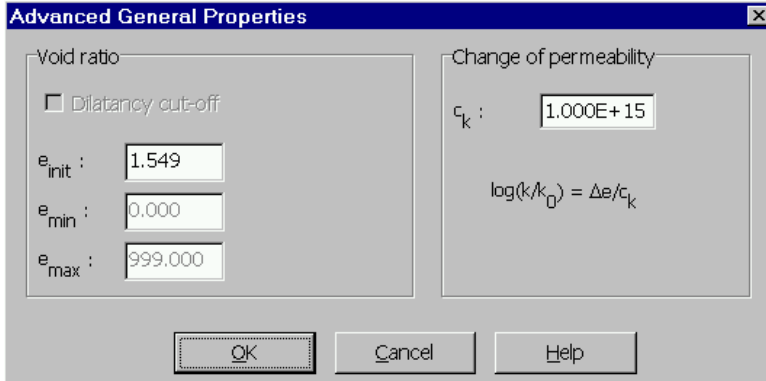 Advanced General Properties
Void ratio
Dilatancy cut-off
e_init : 1.549
e_min : 0.000
e_max : 999.000
Change of permeability
c_k : 1.000E+15
log(k/k_0) = Δe/c_k
OK Cancel Help